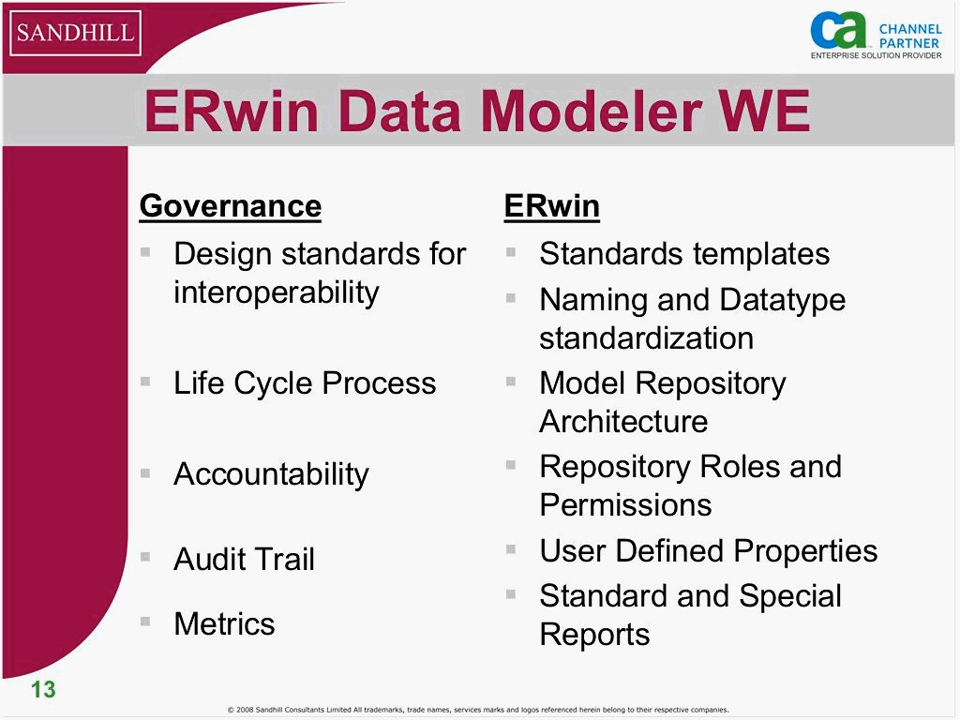 SANDHILL
ca CHANNEL
PARTNER
ENTERPRISE SOLUTION PROVIDER
ERwin Data Modeler WE
Governance
Design standards for
interoperability
Life Cycle Process
Accountability
Audit Trail
Metrics
ERwin
Standards templates
Naming and Datatype
standardization
Model Repository
Architecture
Repository Roles and
Permissions
User Defined Properties
Standard and Special
Reports
13
© 2008 Sandhill Consultants Limited All trademarks, trade names, services marks and logos referenced herein belong to their respective companies.